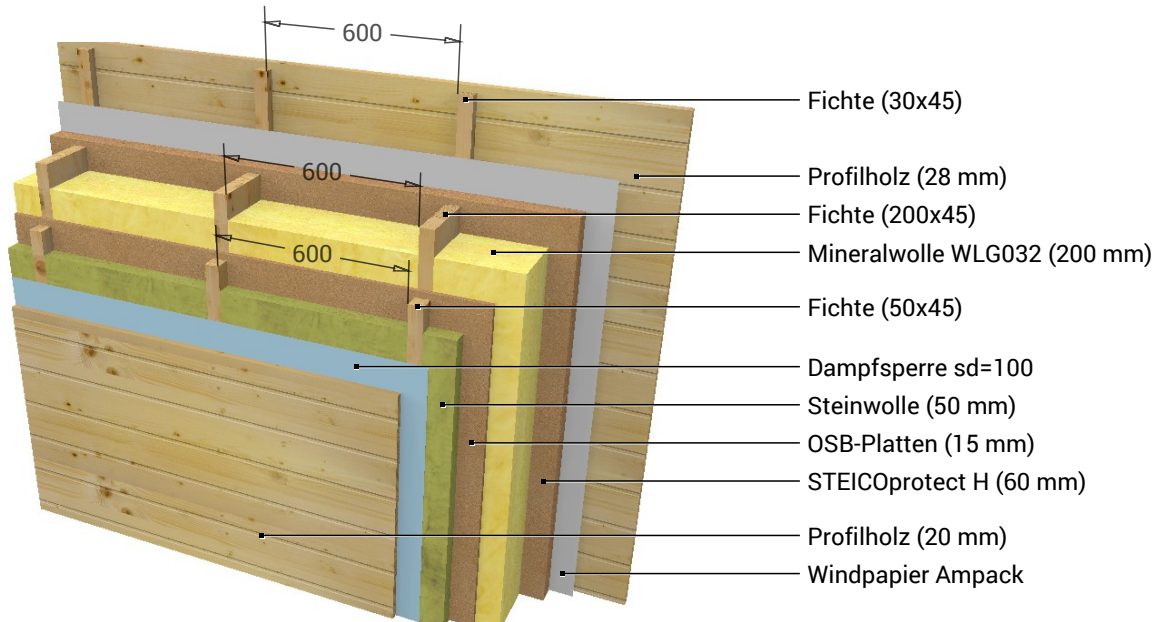 600
Fichte (30x45)
600
Profilholz (28 mm)
Fichte (200x45)
600
Mineralwolle WLG032 (200 mm)
Fichte (50x45)
Dampfsperre sd=100
Steinwolle (50 mm)
OSB-Platten (15 mm)
STEICOprotect H (60 mm)
Profilholz (20 mm)
Windpapier Ampack